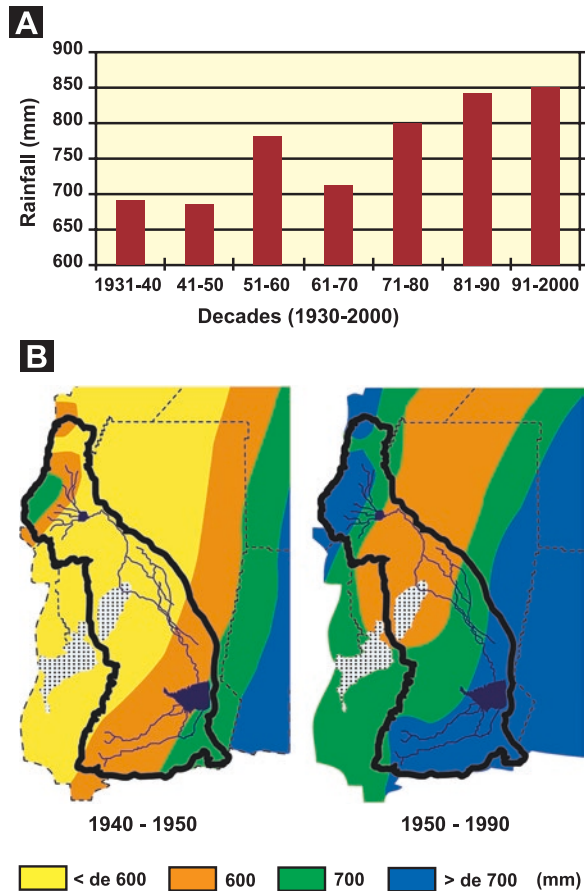 A
900
850
800
750
700
650
600
Rainfall (mm)
1931-40 41-50 51-60 61-70 71-80 81-90 91-2000
Decades (1930-2000)
B
1940 - 1950 1950 - 1990
< de 600 600 700 > de 700 (mm)